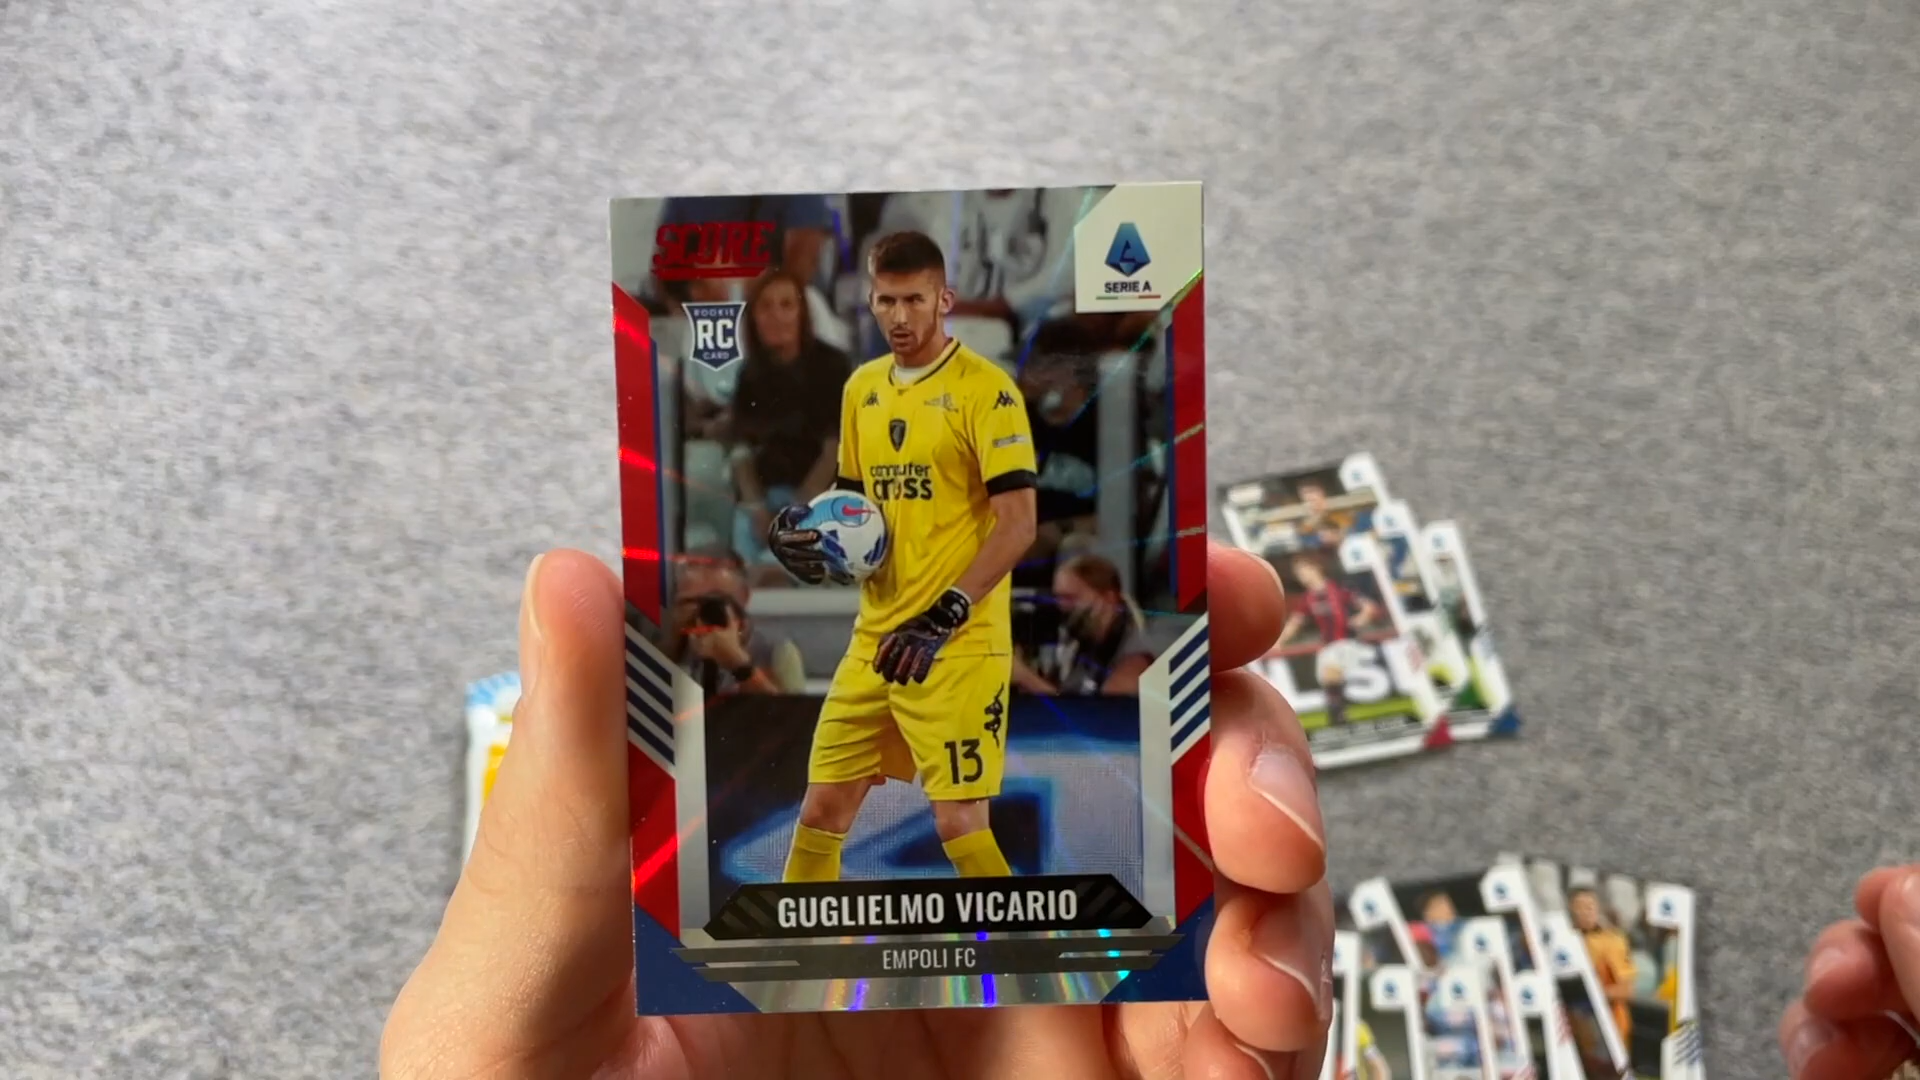 SCORE
SERIE A
ROOKIE
RC
CARD
computer
cross
13
GUGLIELMO VICARIO
EMPOLI FC